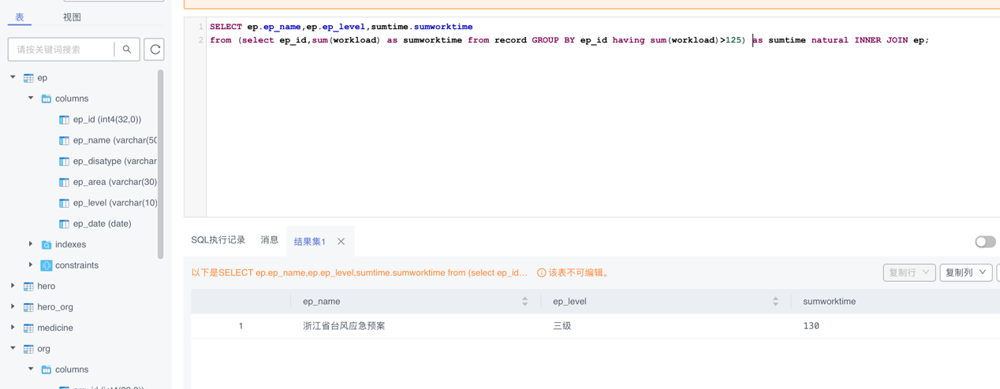 表 视图
请按关键词搜索
ep
columns
ep_id (int4(32,0))
ep_name (varchar(50
ep_disatype (varchar
ep_area (varchar(30)
ep_level (varchar(10)
ep_date (date)
indexes
constraints
hero
hero_org
medicine
org
columns
1 SELECT ep.ep_name,ep.ep_level,sumtime.sumworktime
2 from (select ep_id,sum(workload) as sumworktime from record GROUP BY ep_id having sum(workload)>125) as sumtime natural INNER JOIN ep;
SQL执行记录 消息 结果集1
以下是SELECT ep.ep_name,ep.ep_level,sumtime.sumworktime from (select ep_id... 该表不可编辑。 复制行 复制列
ep_name ep_level sumworktime
1 浙江省台风应急预案 三级 130